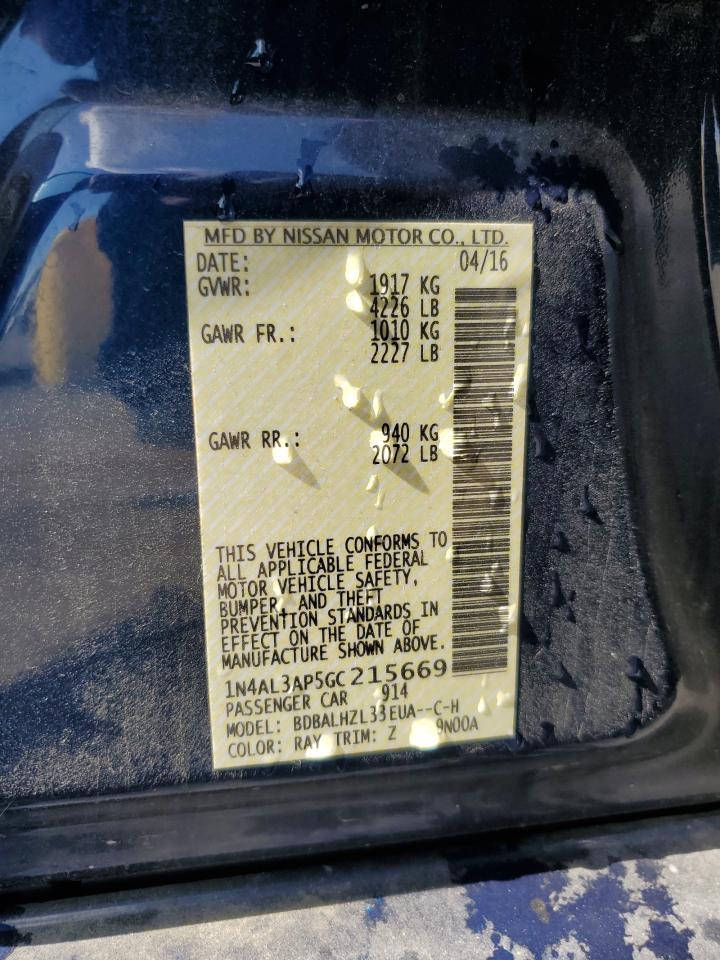 MFD BY NISSAN MOTOR CO., LTD.
DATE: 04/16
GVWR: 1917 KG
4226 LB
GAWR FR.: 1010 KG
2227 LB
GAWR RR.: 940 KG
2072 LB
THIS VEHICLE CONFORMS TO
ALL APPLICABLE FEDERAL
MOTOR VEHICLE SAFETY,
BUMPER, AND THEFT
PREVENTION STANDARDS IN
EFFECT ON THE DATE OF
MANUFACTURE SHOWN ABOVE.
1N4AL3AP5GC215669
PASSENGER CAR 914
MODEL: BDBALHZL33EUA--C-H
COLOR: RAY TRIM: Z 9N00A